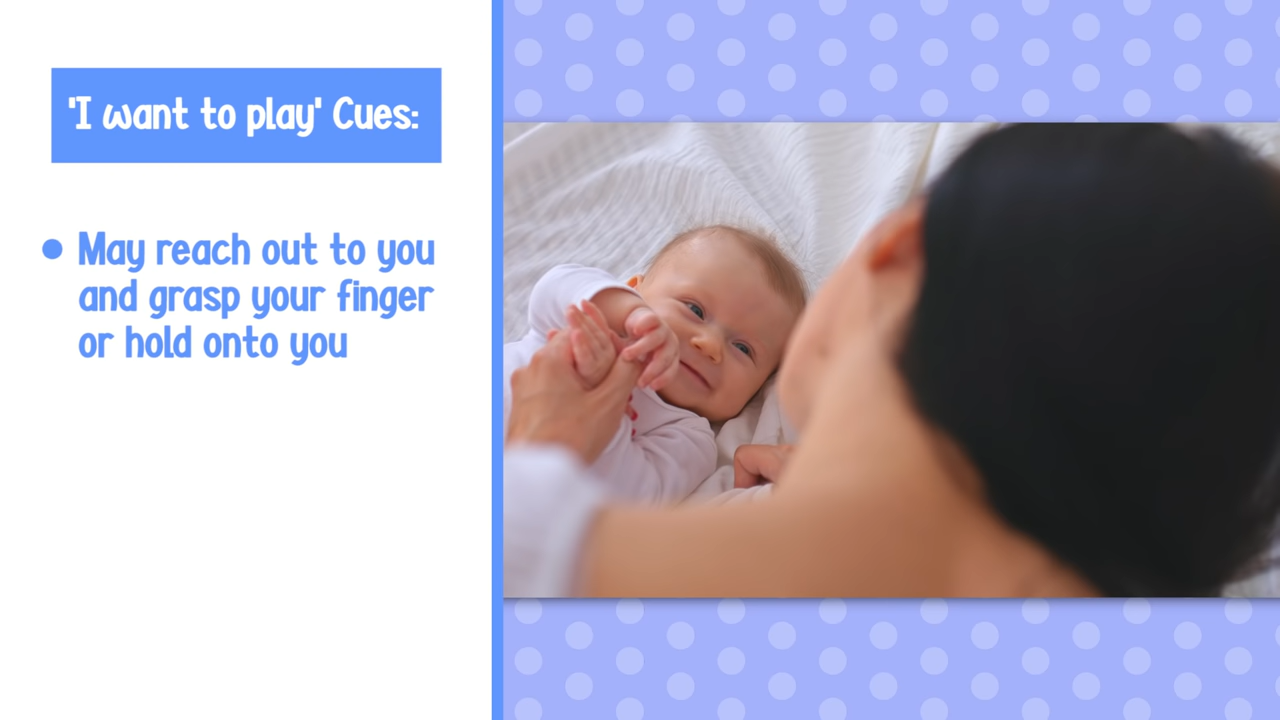 'I want to play' Cues:
• May reach out to you
and grasp your finger
or hold onto you